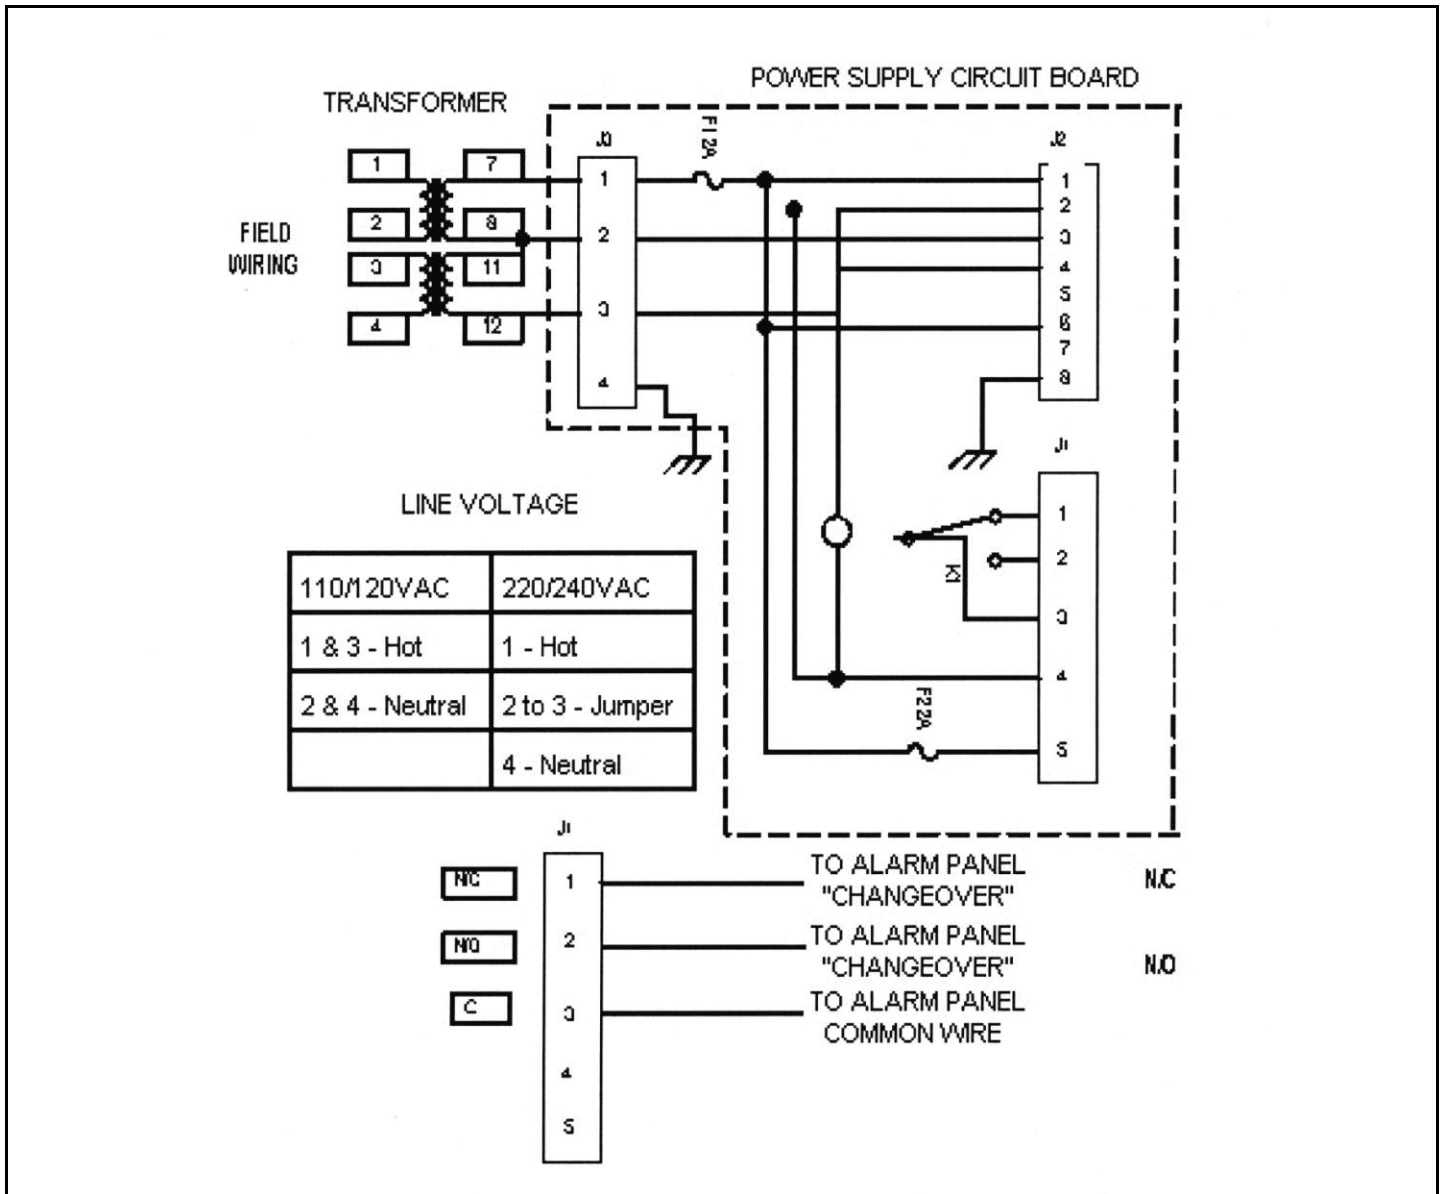 POWER SUPPLY CIRCUIT BOARD
TRANSFORMER
FIELD
WIRING
1
2
3
4
7
8
11
12
J3
1
2
3
4
F1 2A
J2
1
2
3
4
5
6
7
8
J1
1
2
3
4
5
K1
F2 2A
LINE VOLTAGE
110/120VAC 220/240VAC
1 & 3 - Hot 1 - Hot
2 & 4 - Neutral 2 to 3 - Jumper
4 - Neutral
J1
N/C 1 TO ALARM PANEL N/C
"CHANGEOVER"
N/O 2 TO ALARM PANEL
"CHANGEOVER" N/O
C 3 TO ALARM PANEL
COMMON WIRE
4
5